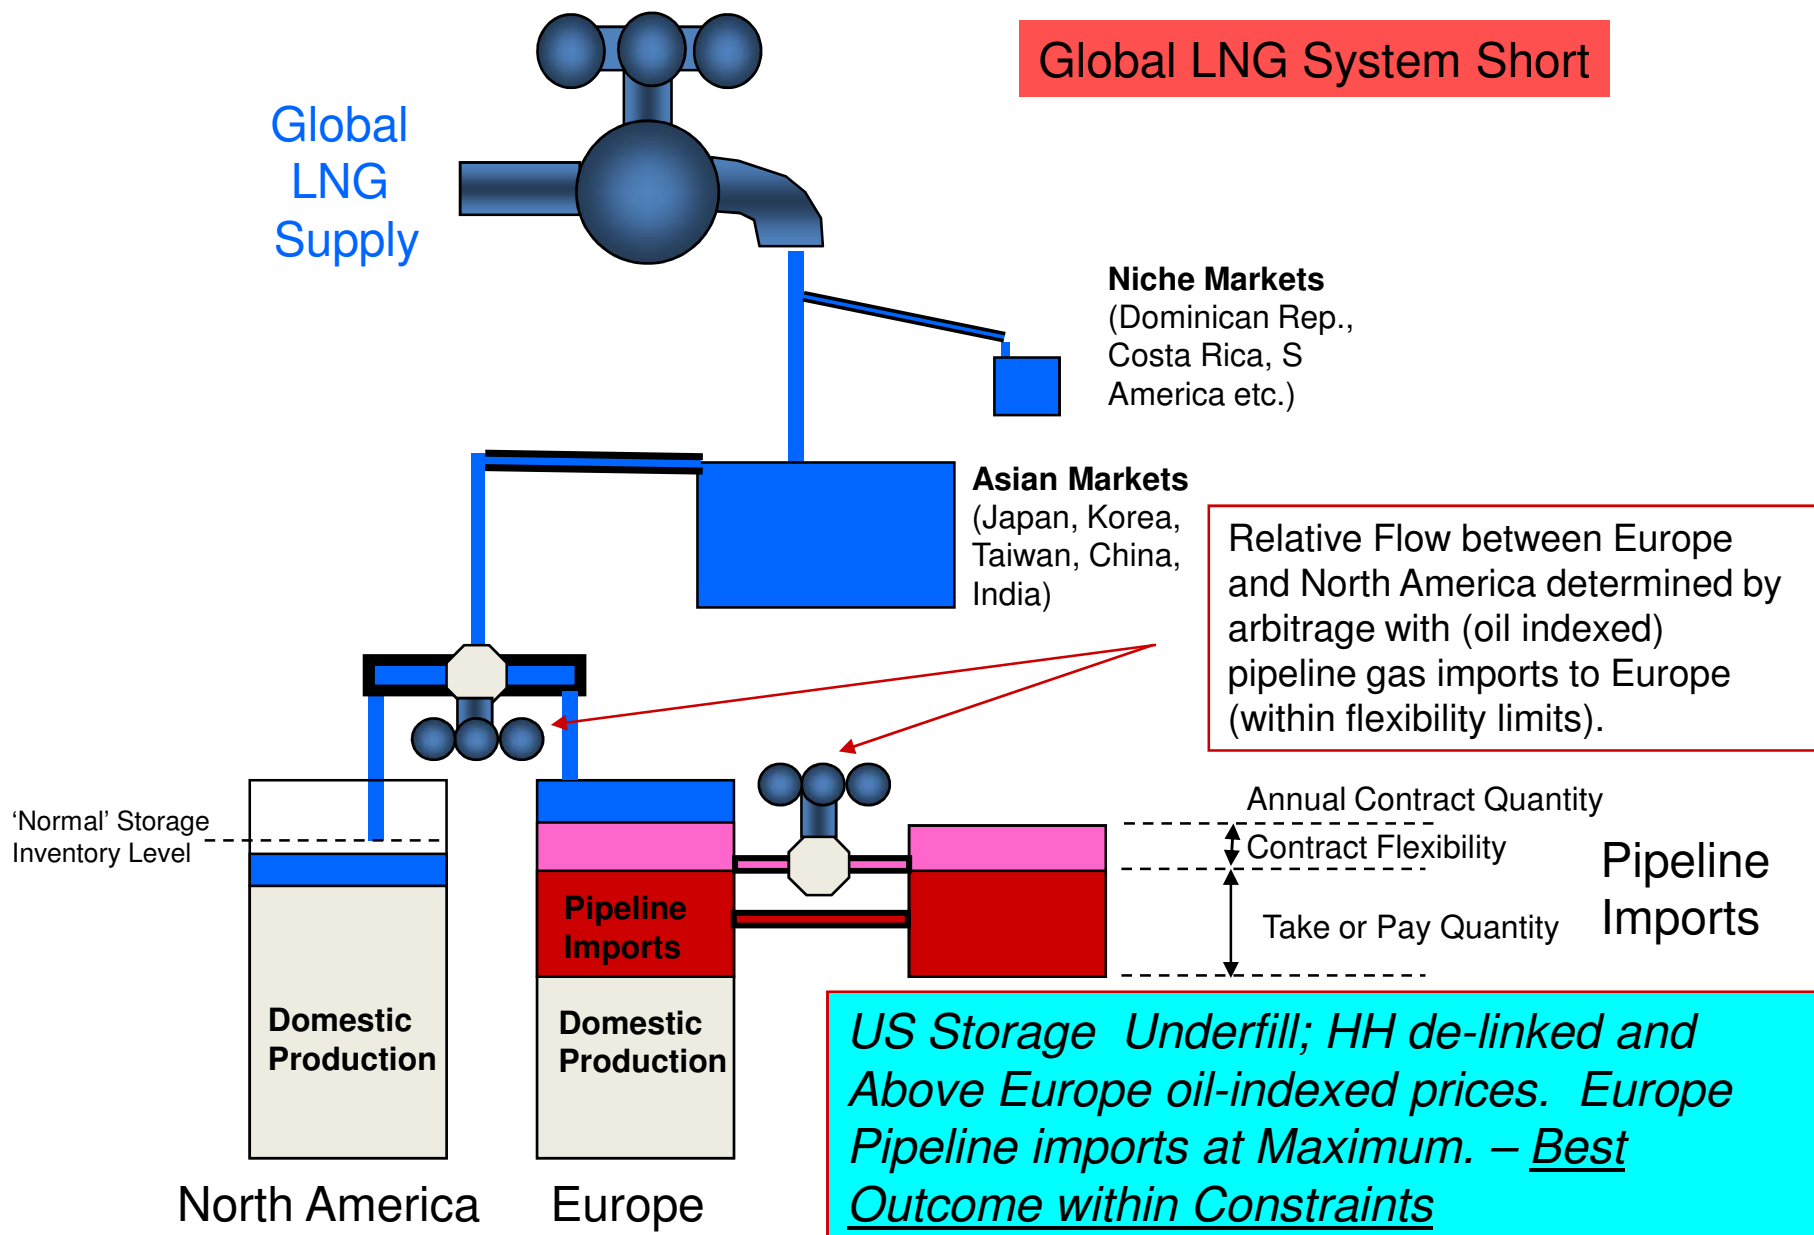 Global LNG System Short
Global
LNG
Supply
Niche Markets
(Dominican Rep.,
Costa Rica, S
America etc.)
Asian Markets
(Japan, Korea,
Taiwan, China,
India)
Relative Flow between Europe
and North America determined by
arbitrage with (oil indexed)
pipeline gas imports to Europe
(within flexibility limits).
‘Normal’ Storage
Inventory Level
Annual Contract Quantity
Contract Flexibility
Take or Pay Quantity
Pipeline
Imports
Pipeline
Imports
Domestic
Production
Domestic
Production
US Storage  Underfill; HH de-linked and
Above Europe oil-indexed prices.  Europe
Pipeline imports at Maximum. – Best
Outcome within Constraints
North America
Europe